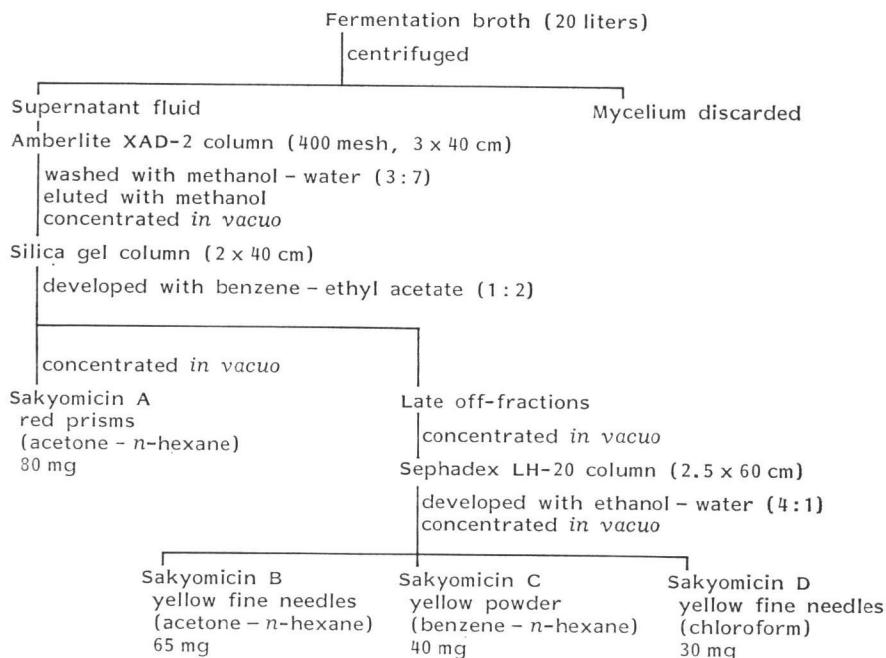 Fermentation broth (20 liters)
centrifuged
Supernatant fluid
Mycelium discarded
Amberlite XAD-2 column (400 mesh, 3 x 40 cm)
washed with methanol - water (3:7)
eluted with methanol
concentrated in vacuo
Silica gel column (2 x 40 cm)
developed with benzene - ethyl acetate (1:2)
concentrated in vacuo
Sakyomicin A
red prisms
(acetone - n-hexane)
80 mg
Late off-fractions
concentrated in vacuo
Sephadex LH-20 column (2.5 x 60 cm)
developed with ethanol - water (4:1)
concentrated in vacuo
Sakyomicin B
yellow fine needles
(acetone - n-hexane)
65 mg
Sakyomicin C
yellow powder
(benzene - n-hexane)
40 mg
Sakyomicin D
yellow fine needles
(chloroform)
30 mg